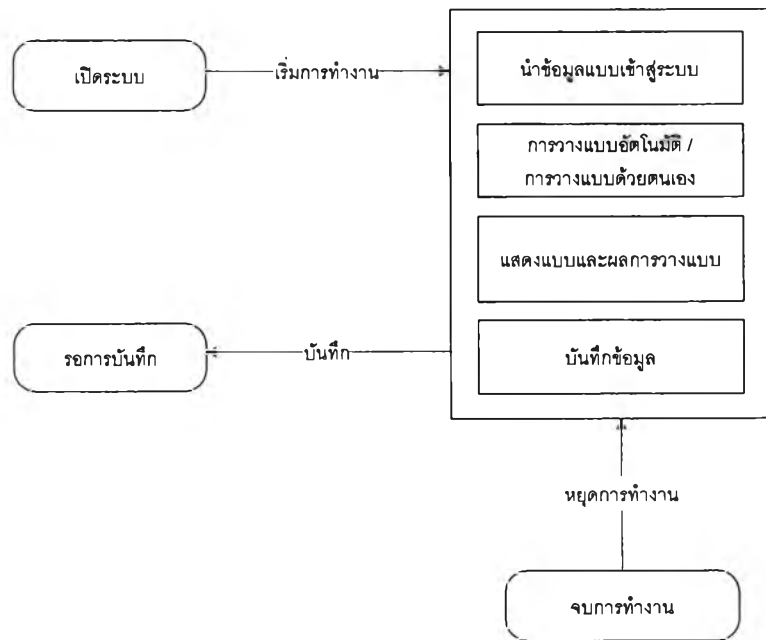 นำข้อมูลแบบเข้าสู่ระบบ
เปิดระบบ
เริ่มการทำงาน
การวางแบบอัตโนมัติ /
การวางแบบด้วยตนเอง
แสดงแบบและผลการวางแบบ
รอการบันทึก
บันทึก
บันทึกข้อมูล
หยุดการทำงาน
จบการทำงาน